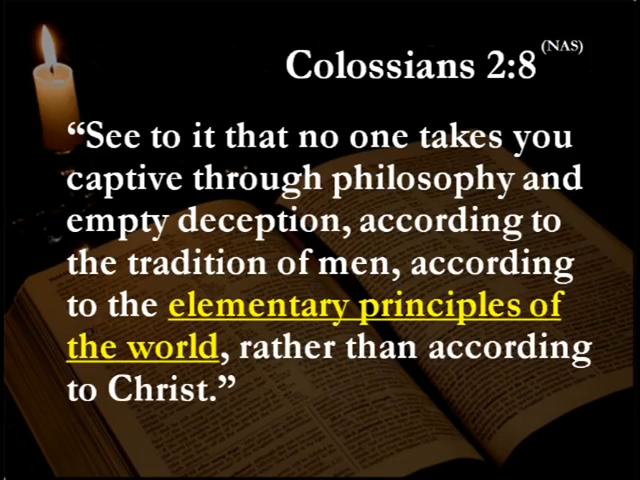 Colossians 2:8 (NAS)
“See to it that no one takes you
captive through philosophy and
empty deception, according to
the tradition of men, according
to the elementary principles of
the world, rather than according
to Christ.”